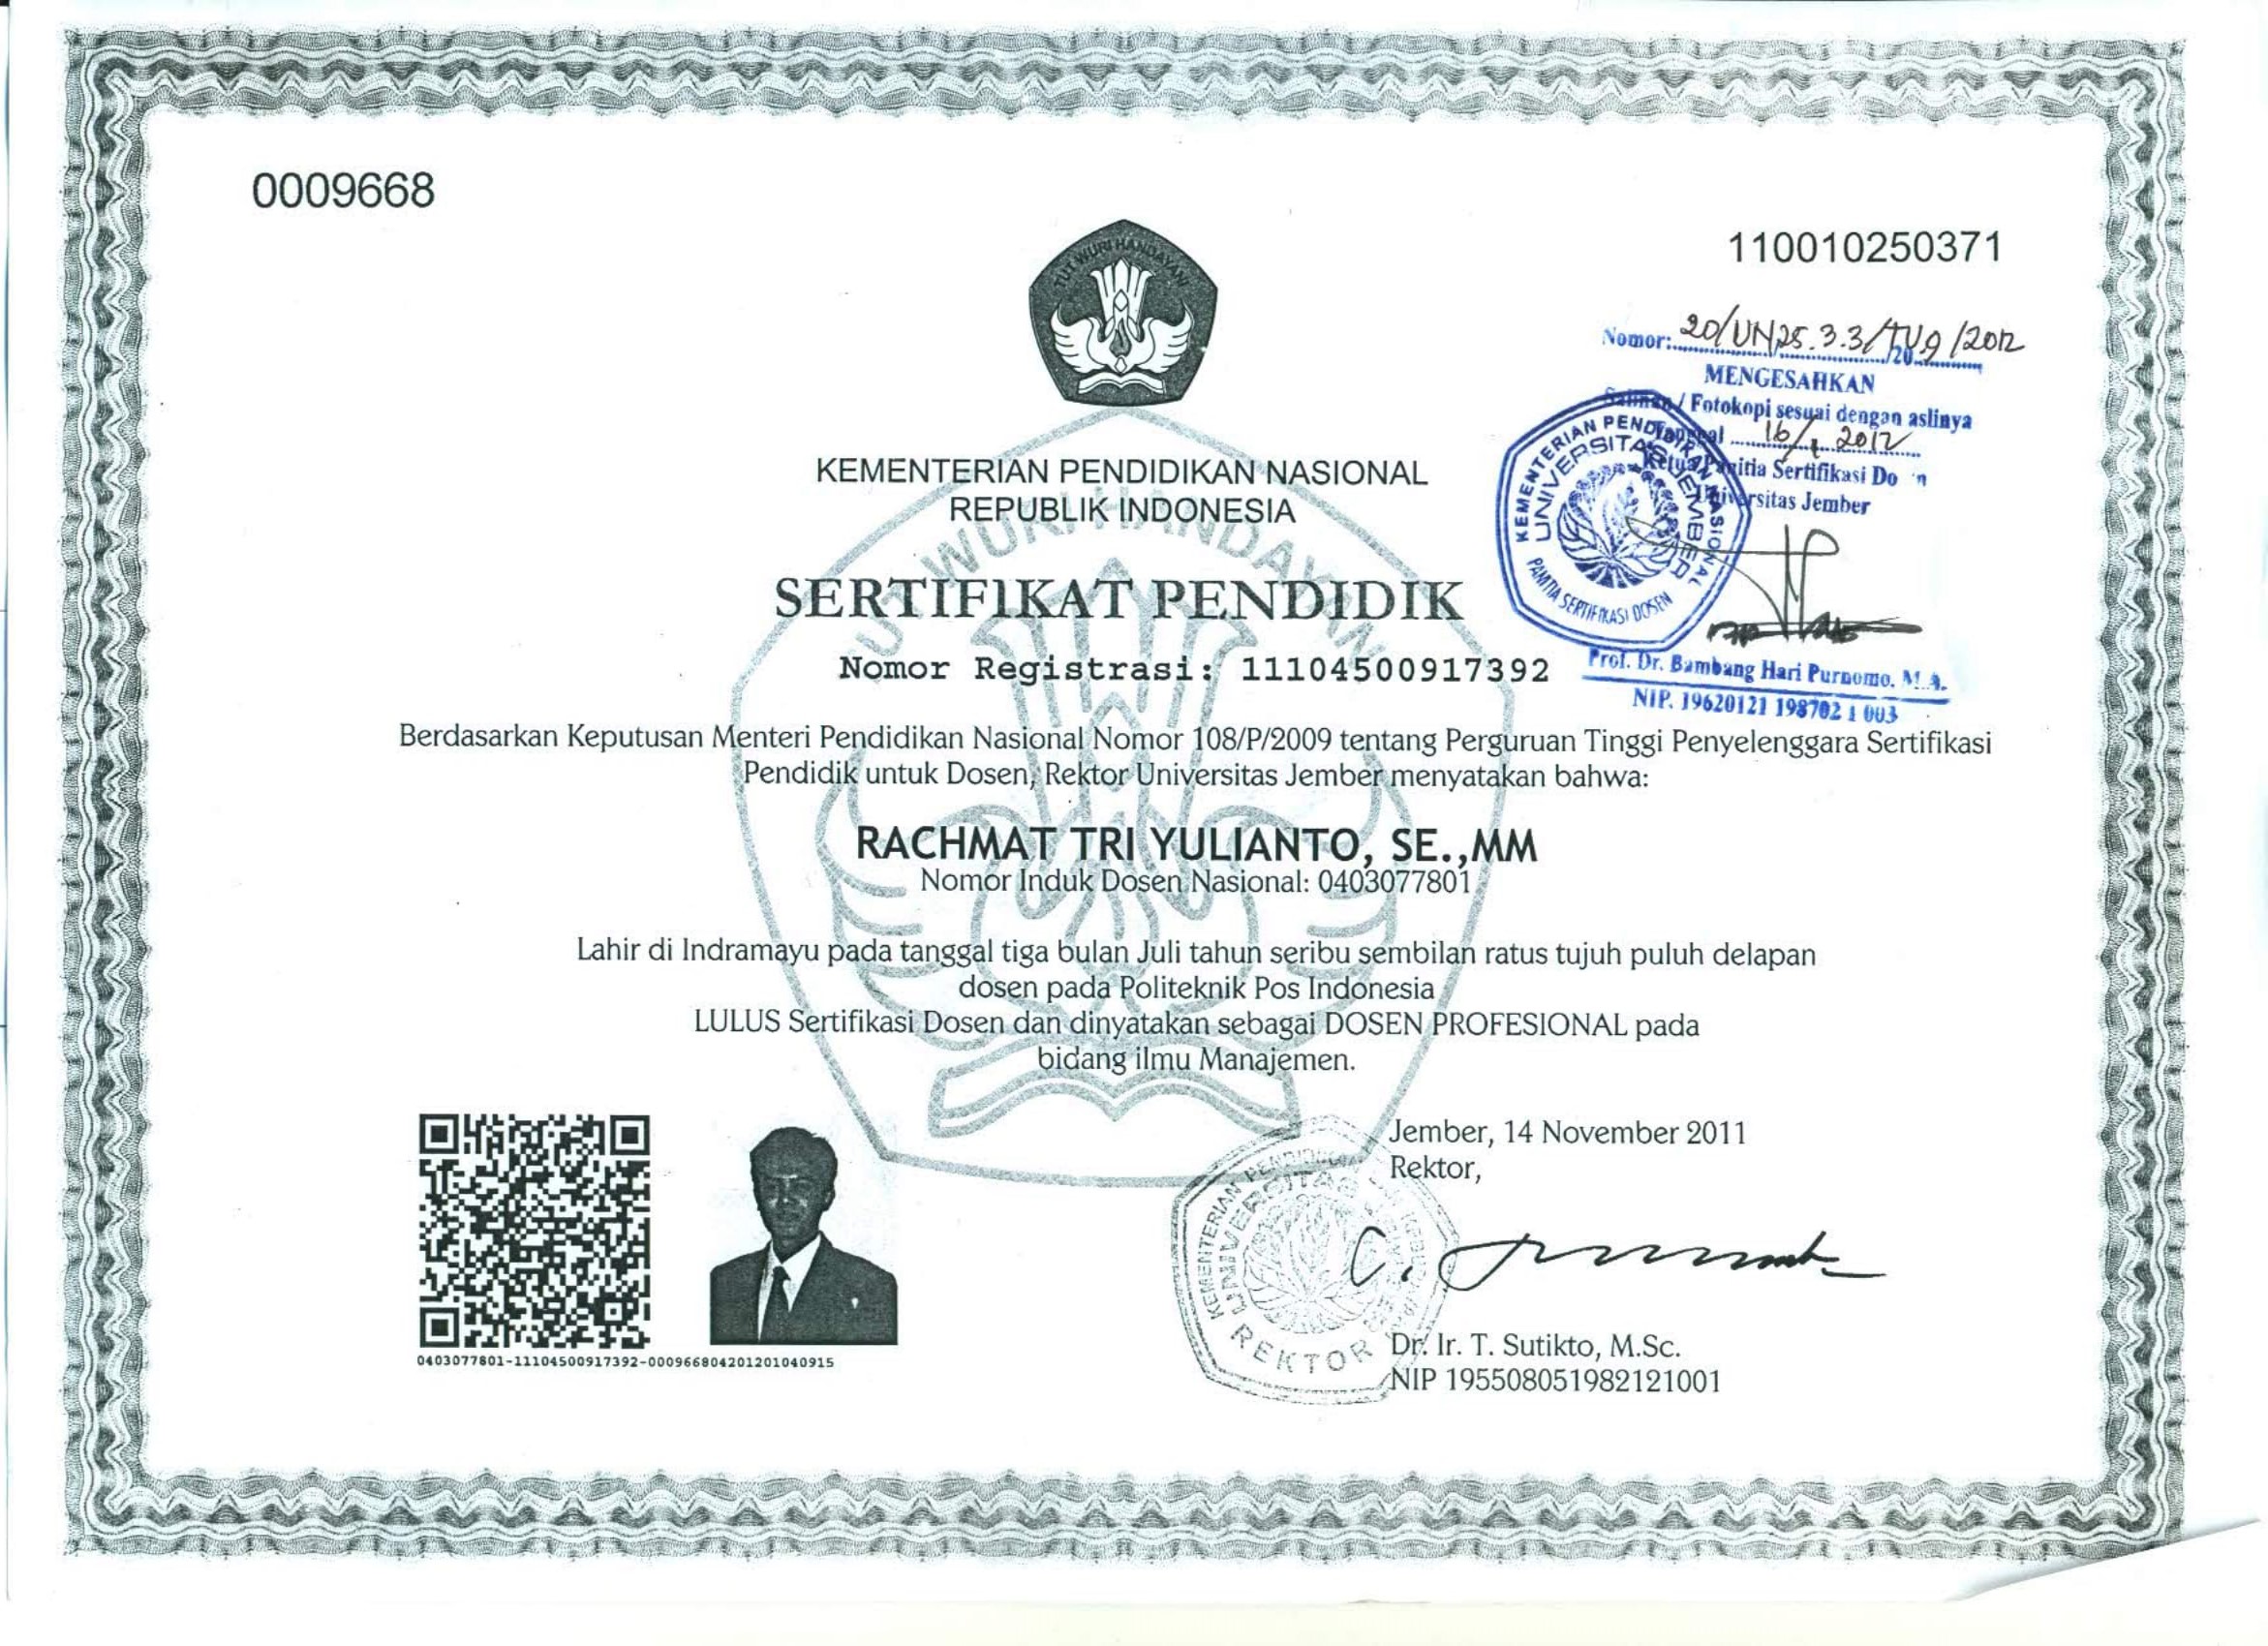 0009668
110010250371
TUT WURI HANDAYANI
Nomor: 20/UN25.3.3/TU9/2012
MENGESAHKAN
Salinan / Fotokopi sesuai dengan aslinya
Tanggal 16/1 2012
Ketua Panitia Sertifikasi Do n
Universitas Jember
KEMENTERIAN PENDIDIKAN NASIONAL
UNIVERSITAS JEMBER
PANITIA SERTIFIKASI DOSEN
Prof. Dr. Bambang Hari Purnomo, M.A.
NIP. 19620121 198702 1 003
KEMENTERIAN PENDIDIKAN NASIONAL
REPUBLIK INDONESIA
SERTIFIKAT PENDIDIK
Nomor Registrasi: 11104500917392
Berdasarkan Keputusan Menteri Pendidikan Nasional Nomor 108/P/2009 tentang Perguruan Tinggi Penyelenggara Sertifikasi
Pendidik untuk Dosen, Rektor Universitas Jember menyatakan bahwa:
RACHMAT TRI YULIANTO, SE.,MM
Nomor Induk Dosen Nasional: 0403077801
Lahir di Indramayu pada tanggal tiga bulan Juli tahun seribu sembilan ratus tujuh puluh delapan
dosen pada Politeknik Pos Indonesia
LULUS Sertifikasi Dosen dan dinyatakan sebagai DOSEN PROFESIONAL pada
bidang ilmu Manajemen.
Jember, 14 November 2011
Rektor,
KEMENTERIAN PENDIDIKAN
UNIVERSITAS
REKTOR
Dr. Ir. T. Sutikto, M.Sc.
NIP 195508051982121001
0403077801-11104500917392-000966804201201040915